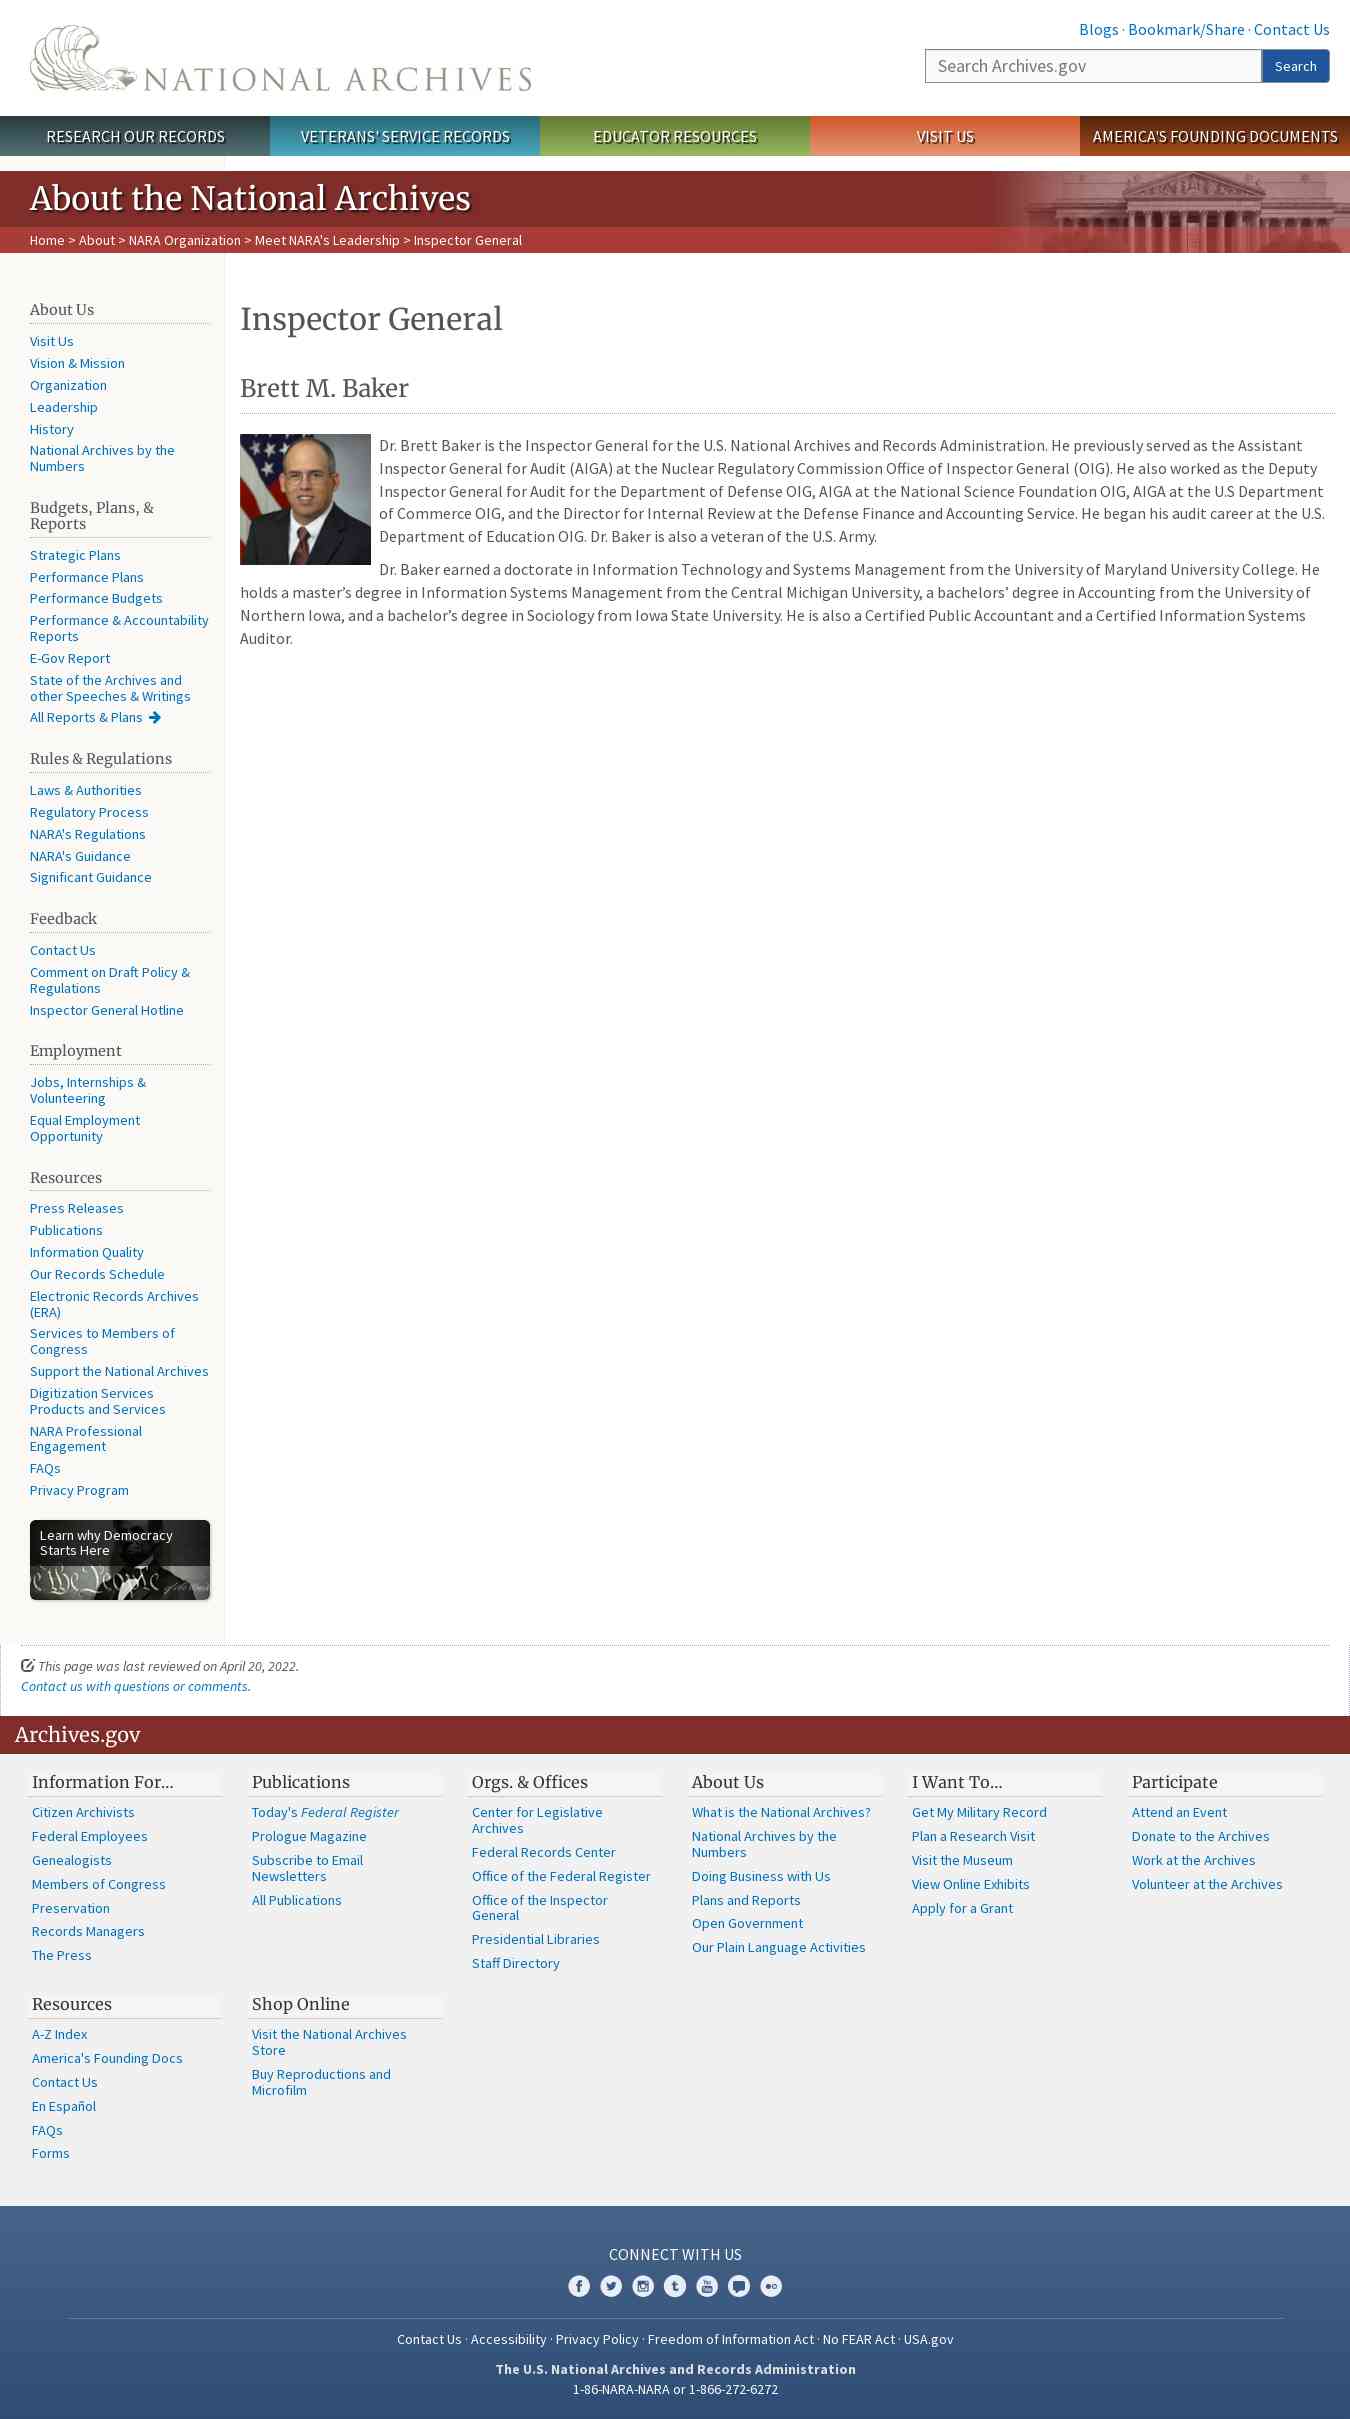 Blogs · Bookmark/Share · Contact Us
NATIONAL ARCHIVES
Search Archives.gov
Search
RESEARCH OUR RECORDS
VETERANS' SERVICE RECORDS
EDUCATOR RESOURCES
VISIT US
AMERICA'S FOUNDING DOCUMENTS
About the National Archives
Home > About > NARA Organization > Meet NARA's Leadership > Inspector General
About Us
Visit Us
Vision & Mission
Organization
Leadership
History
National Archives by the
Numbers
Budgets, Plans, &
Reports
Strategic Plans
Performance Plans
Performance Budgets
Performance & Accountability
Reports
E-Gov Report
State of the Archives and
other Speeches & Writings
All Reports & Plans
Rules & Regulations
Laws & Authorities
Regulatory Process
NARA's Regulations
NARA's Guidance
Significant Guidance
Feedback
Contact Us
Comment on Draft Policy &
Regulations
Inspector General Hotline
Employment
Jobs, Internships &
Volunteering
Equal Employment
Opportunity
Resources
Press Releases
Publications
Information Quality
Our Records Schedule
Electronic Records Archives
(ERA)
Services to Members of
Congress
Support the National Archives
Digitization Services
Products and Services
NARA Professional
Engagement
FAQs
Privacy Program
Learn why Democracy
Starts Here
the People
Inspector General
Brett M. Baker
Dr. Brett Baker is the Inspector General for the U.S. National Archives and Records Administration. He previously served as the Assistant
Inspector General for Audit (AIGA) at the Nuclear Regulatory Commission Office of Inspector General (OIG). He also worked as the Deputy
Inspector General for Audit for the Department of Defense OIG, AIGA at the National Science Foundation OIG, AIGA at the U.S Department
of Commerce OIG, and the Director for Internal Review at the Defense Finance and Accounting Service. He began his audit career at the U.S.
Department of Education OIG. Dr. Baker is also a veteran of the U.S. Army.
Dr. Baker earned a doctorate in Information Technology and Systems Management from the University of Maryland University College. He
holds a master’s degree in Information Systems Management from the Central Michigan University, a bachelors’ degree in Accounting from the University of
Northern Iowa, and a bachelor’s degree in Sociology from Iowa State University. He is also a Certified Public Accountant and a Certified Information Systems
Auditor.
This page was last reviewed on April 20, 2022.
Contact us with questions or comments.
Archives.gov
Information For…
Citizen Archivists
Federal Employees
Genealogists
Members of Congress
Preservation
Records Managers
The Press
Publications
Today's Federal Register
Prologue Magazine
Subscribe to Email
Newsletters
All Publications
Orgs. & Offices
Center for Legislative
Archives
Federal Records Center
Office of the Federal Register
Office of the Inspector
General
Presidential Libraries
Staff Directory
About Us
What is the National Archives?
National Archives by the
Numbers
Doing Business with Us
Plans and Reports
Open Government
Our Plain Language Activities
I Want To…
Get My Military Record
Plan a Research Visit
Visit the Museum
View Online Exhibits
Apply for a Grant
Participate
Attend an Event
Donate to the Archives
Work at the Archives
Volunteer at the Archives
Resources
A-Z Index
America's Founding Docs
Contact Us
En Español
FAQs
Forms
Shop Online
Visit the National Archives
Store
Buy Reproductions and
Microfilm
CONNECT WITH US
Contact Us · Accessibility · Privacy Policy · Freedom of Information Act · No FEAR Act · USA.gov
The U.S. National Archives and Records Administration
1-86-NARA-NARA or 1-866-272-6272